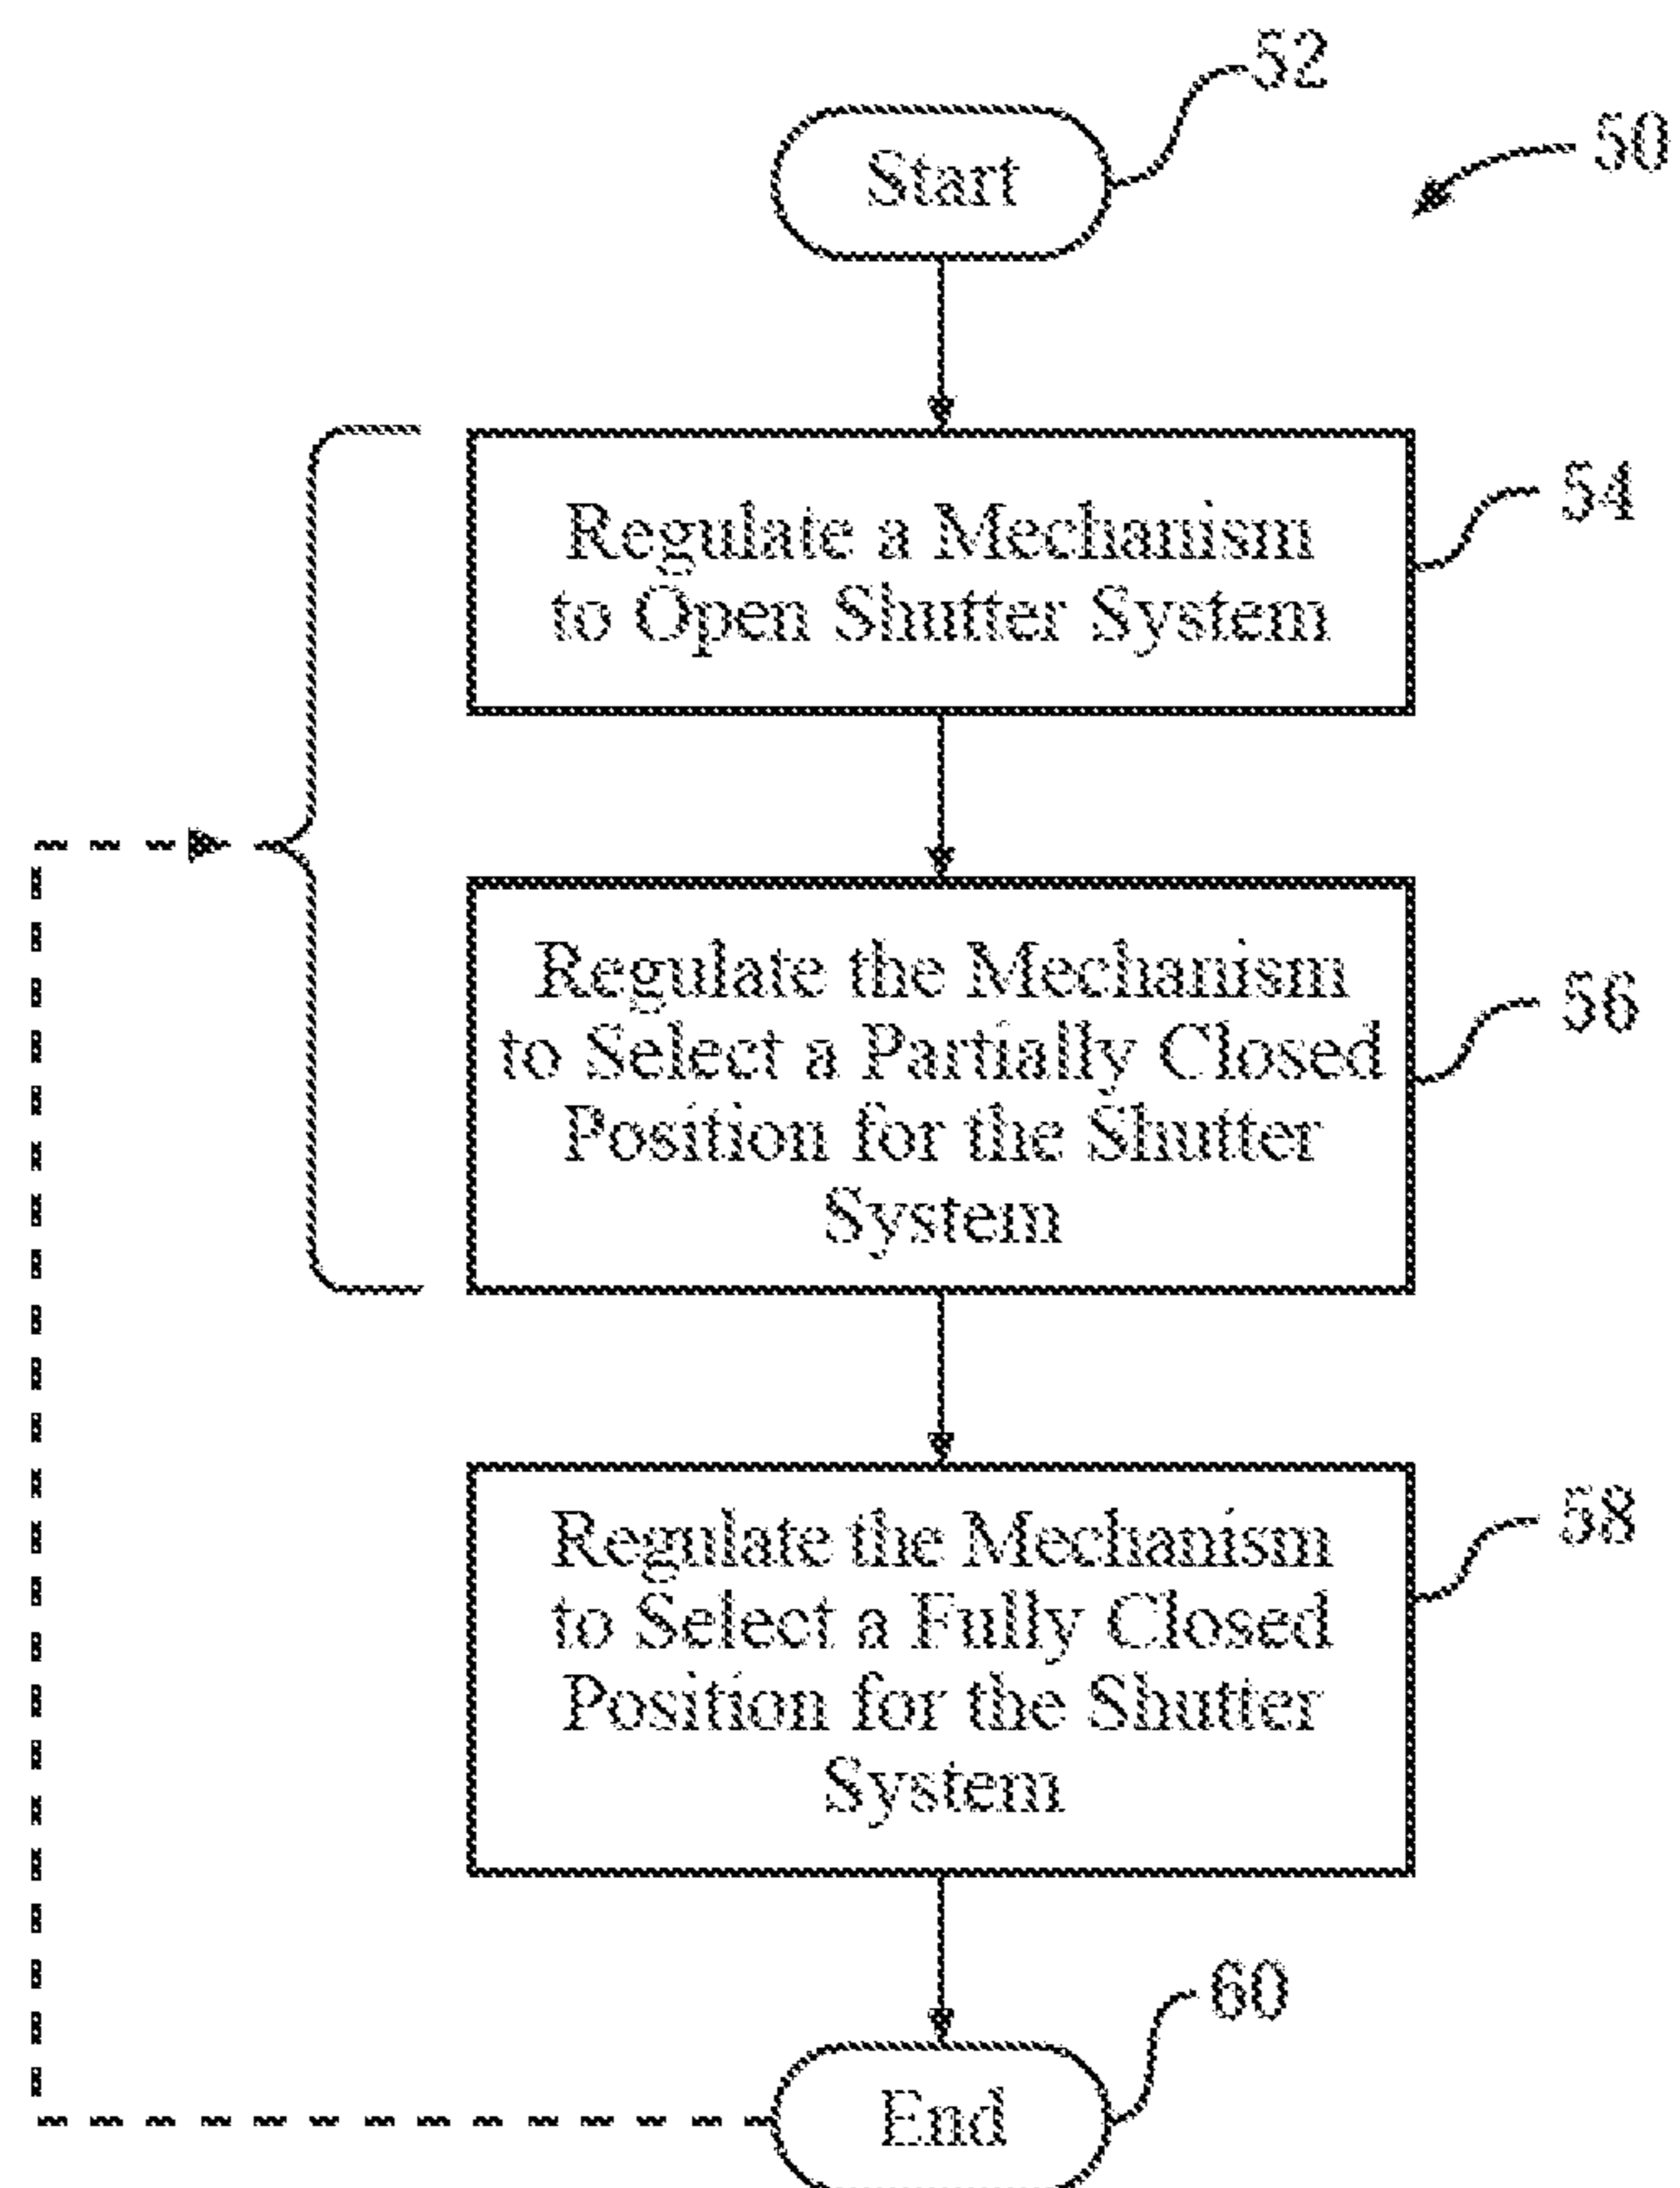 52
50
Start
Regulate a Mechanism
to Open Shutter System
54
Regulate the Mechanism
to Select a Partially Closed
Position for the Shutter
System
56
Regulate the Mechanism
to Select a Fully Closed
Position for the Shutter
System
58
60
End